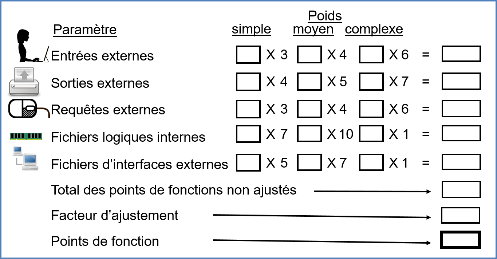 Poids
Paramètre simple moyen complexe
Entrées externes X 3 X 4 X 6 =
Sorties externes X 4 X 5 X 7 =
Requêtes externes X 3 X 4 X 6 =
Fichiers logiques internes X 7 X 10 X 1 =
Fichiers d'interfaces externes X 5 X 7 X 1 =
Total des points de fonctions non ajustés
Facteur d'ajustement
Points de fonction